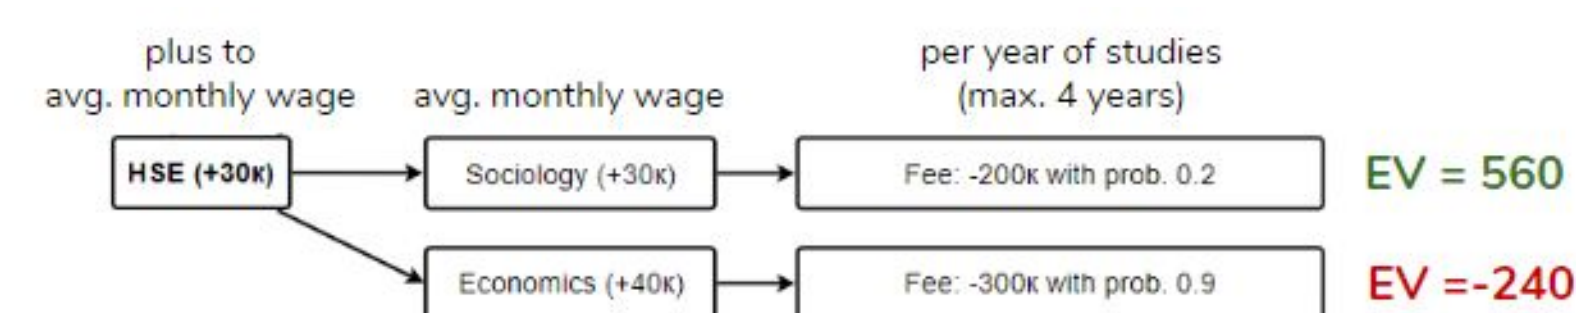 plus to
avg. monthly wage
avg. monthly wage
per year of studies
(max. 4 years)
HSE (+30к)
Sociology (+30к)
Fee: -200к with prob. 0.2
EV = 560
Economics (+40к)
Fee: -300к with prob. 0.9
EV =-240